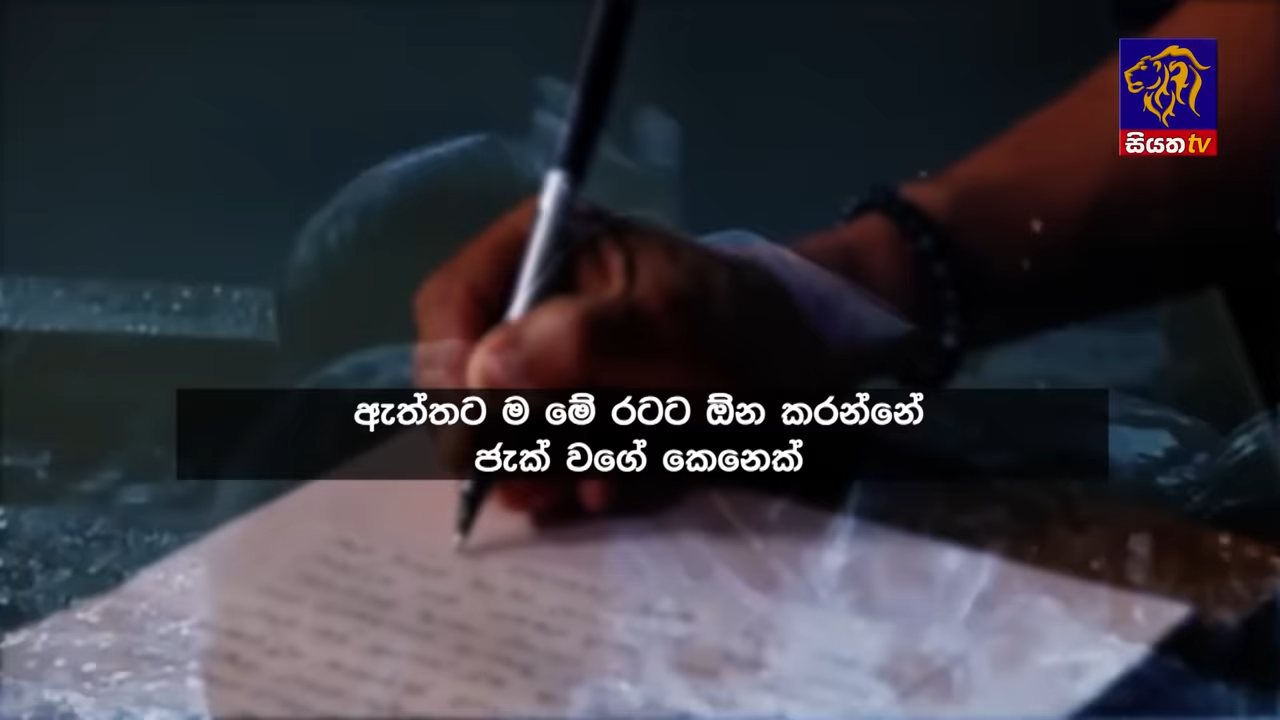 සියත tv
ඇත්තට ම මේ රටට ඕන කරන්නේ
ජැක් වගේ කෙනෙක්